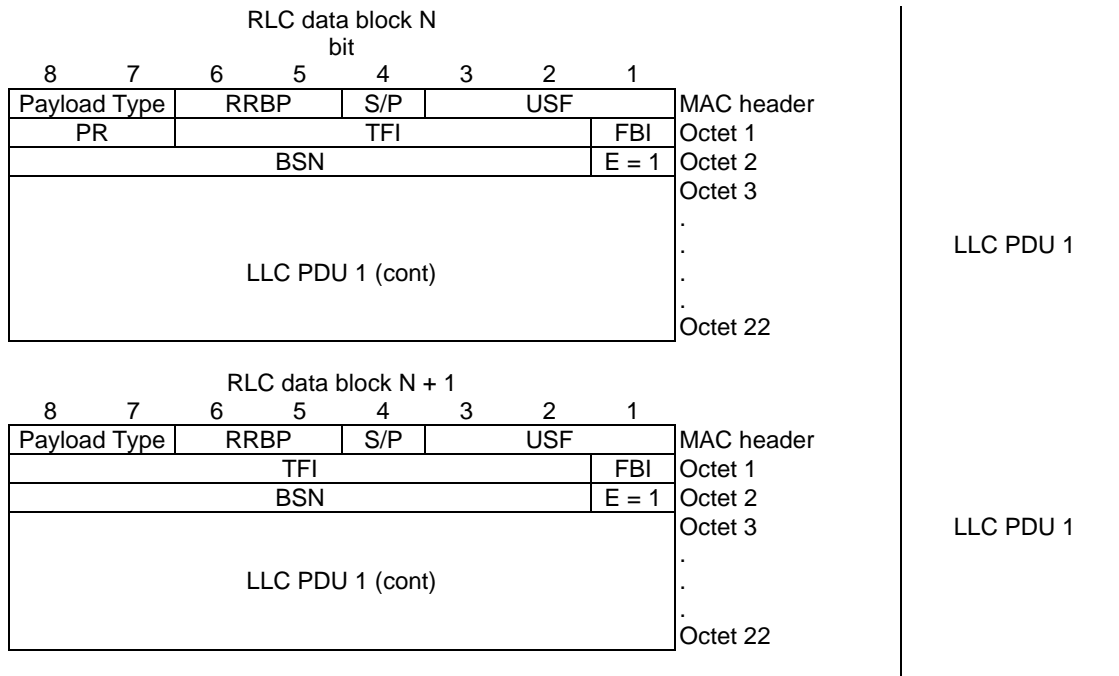 RLC data block N
bit
8 7 6 5 4 3 2 1
Payload Type RRBP S/P USF MAC header
PR TFI FBI Octet 1
BSN E = 1 Octet 2
Octet 3
.
. LLC PDU 1
LLC PDU 1 (cont) .
.
Octet 22
RLC data block N + 1
8 7 6 5 4 3 2 1
Payload Type RRBP S/P USF MAC header
TFI FBI Octet 1
BSN E = 1 Octet 2
Octet 3 LLC PDU 1
.
LLC PDU 1 (cont) .
.
Octet 22